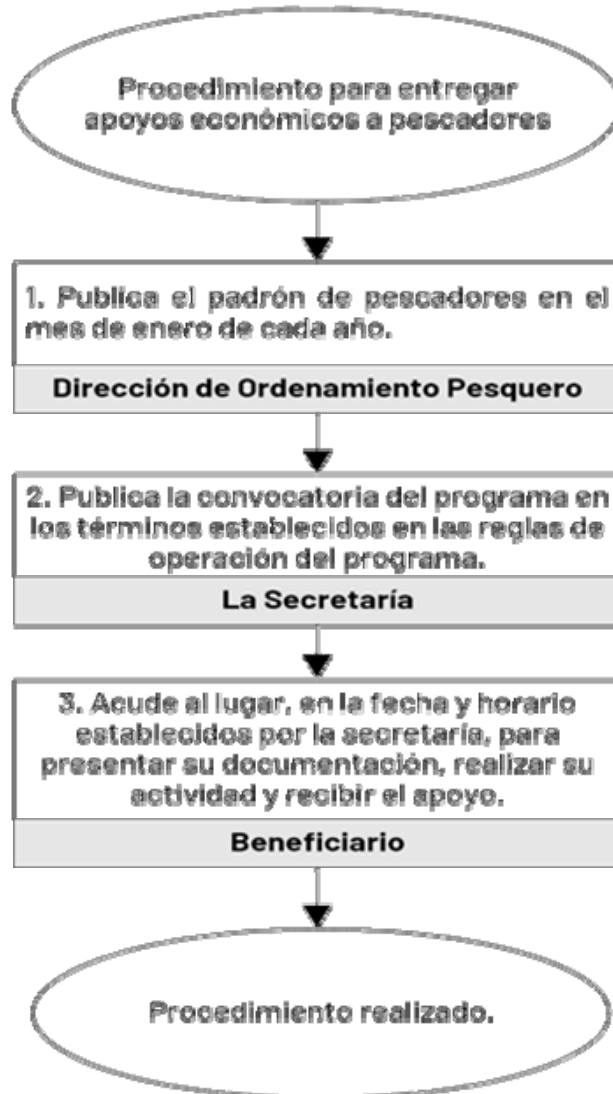 Procedimiento para entregar
apoyos económicos a pescadores
1. Publica el padrón de pescadores en el
mes de enero de cada año.
Dirección de Ordenamiento Pesquero
2. Publica la convocatoria del programa en
los términos establecidos en las reglas de
operación del programa.
La Secretaría
3. Acude al lugar, en la fecha y horario
establecidos por la secretaría, para
presentar su documentación, realizar su
actividad y recibir el apoyo.
Beneficiario
Procedimiento realizado.